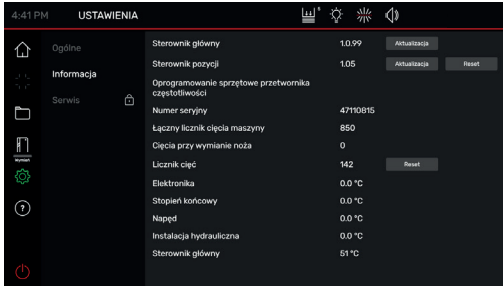 4:41 PM USTAWIENIA
Ogólne
Informacja
Serwis
Wymień
?
Sterownik główny 1.0.99 Aktualizacja
Sterownik pozycji 1.05 Aktualizacja Reset
Oprogramowanie sprzętowe przetwornika
częstotliwości
Numer seryjny 47110815
Łączny licznik cięcia maszyny 850
Cięcia przy wymianie noża 0
Licznik cięć 142 Reset
Elektronika 0.0 °C
Stopień końcowy 0.0 °C
Napęd 0.0 °C
Instalacja hydrauliczna 0.0 °C
Sterownik główny 51 °C